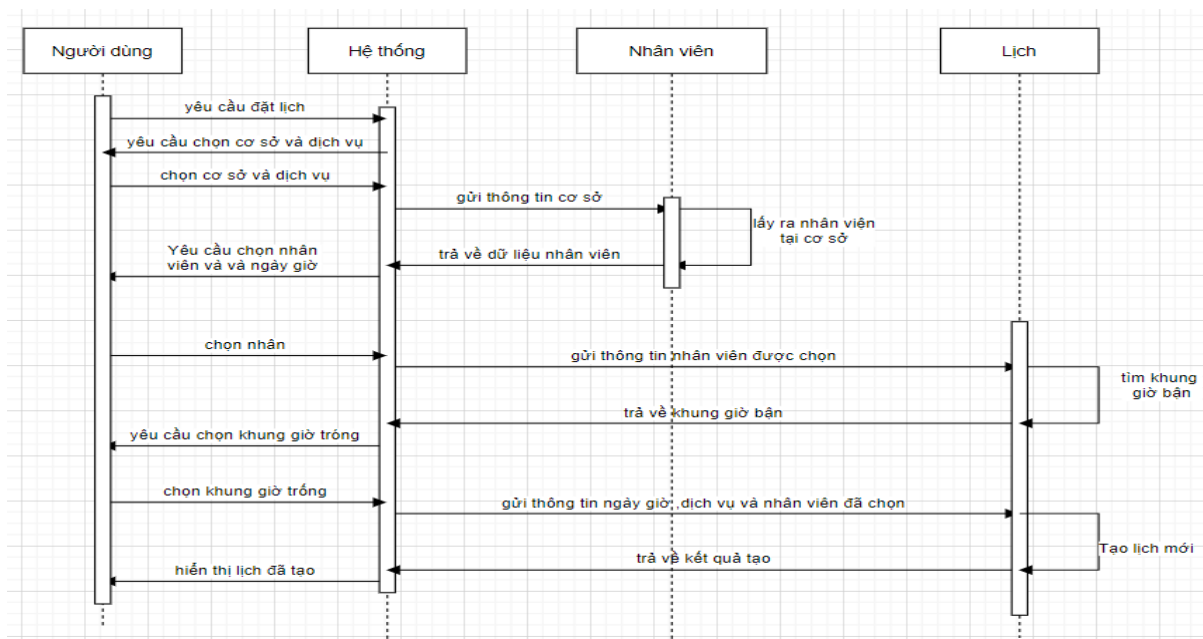 Người dùng
Hệ thống
Nhân viên
Lịch
yêu cầu đặt lịch
yêu cầu chọn cơ sở và dịch vụ
chọn cơ sở và dịch vụ
gửi thông tin cơ sở
lấy ra nhân viện
tại cơ sở
trả về dữ liệu nhân viên
Yêu cầu chọn nhân
viên và và ngày giờ
chọn nhân
gửi thông tin nhân viên được chọn
tìm khung
giờ bận
trả về khung giờ bận
yêu cầu chọn khung giờ tróng
chọn khung giờ trống
gửi thông tin ngày giờ ,dịch vụ và nhân viên đã chọn
Tạo lịch mới
trả về kết quả tạo
hiển thị lịch đã tạo